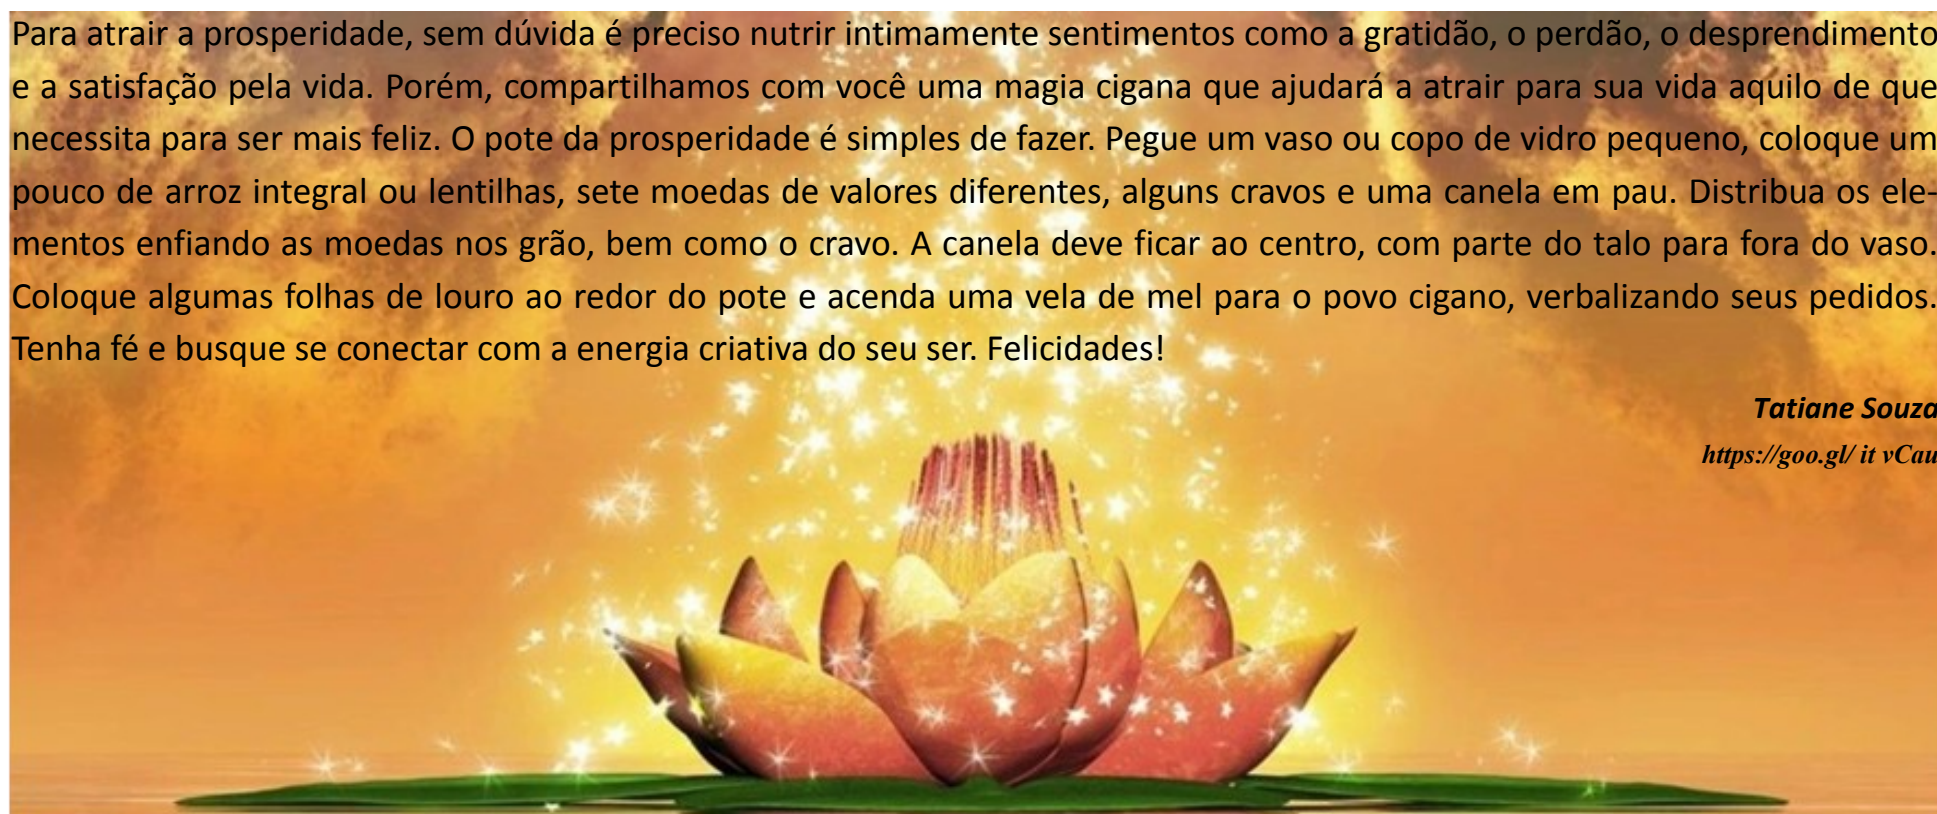 Para atrair a prosperidade, sem dúvida é preciso nutrir intimamente sentimentos como a gratidão, o perdão, o desprendimento
e a satisfação pela vida. Porém, compartilhamos com você uma magia cigana que ajudará a atrair para sua vida aquilo de que
necessita para ser mais feliz. O pote da prosperidade é simples de fazer. Pegue um vaso ou copo de vidro pequeno, coloque um
pouco de arroz integral ou lentilhas, sete moedas de valores diferentes, alguns cravos e uma canela em pau. Distribua os ele-
mentos enfiando as moedas nos grão, bem como o cravo. A canela deve ficar ao centro, com parte do talo para fora do vaso.
Coloque algumas folhas de louro ao redor do pote e acenda uma vela de mel para o povo cigano, verbalizando seus pedidos.
Tenha fé e busque se conectar com a energia criativa do seu ser. Felicidades!
Tatiane Souza
https://goo.gl/ it vCau